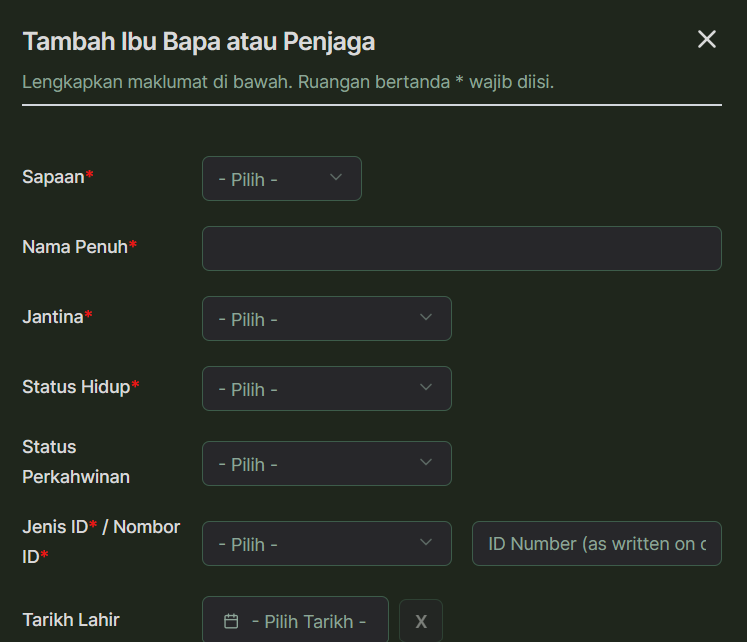 Tambah Ibu Bapa atau Penjaga
Lengkapkan maklumat di bawah. Ruangan bertanda * wajib diisi.
Sapaan* - Pilih -
Nama Penuh*
Jantina* - Pilih -
Status Hidup* - Pilih -
Status
Perkahwinan
- Pilih -
Jenis ID* / Nombor
ID*
- Pilih - ID Number (as written on
Tarikh Lahir - Pilih Tarikh - X